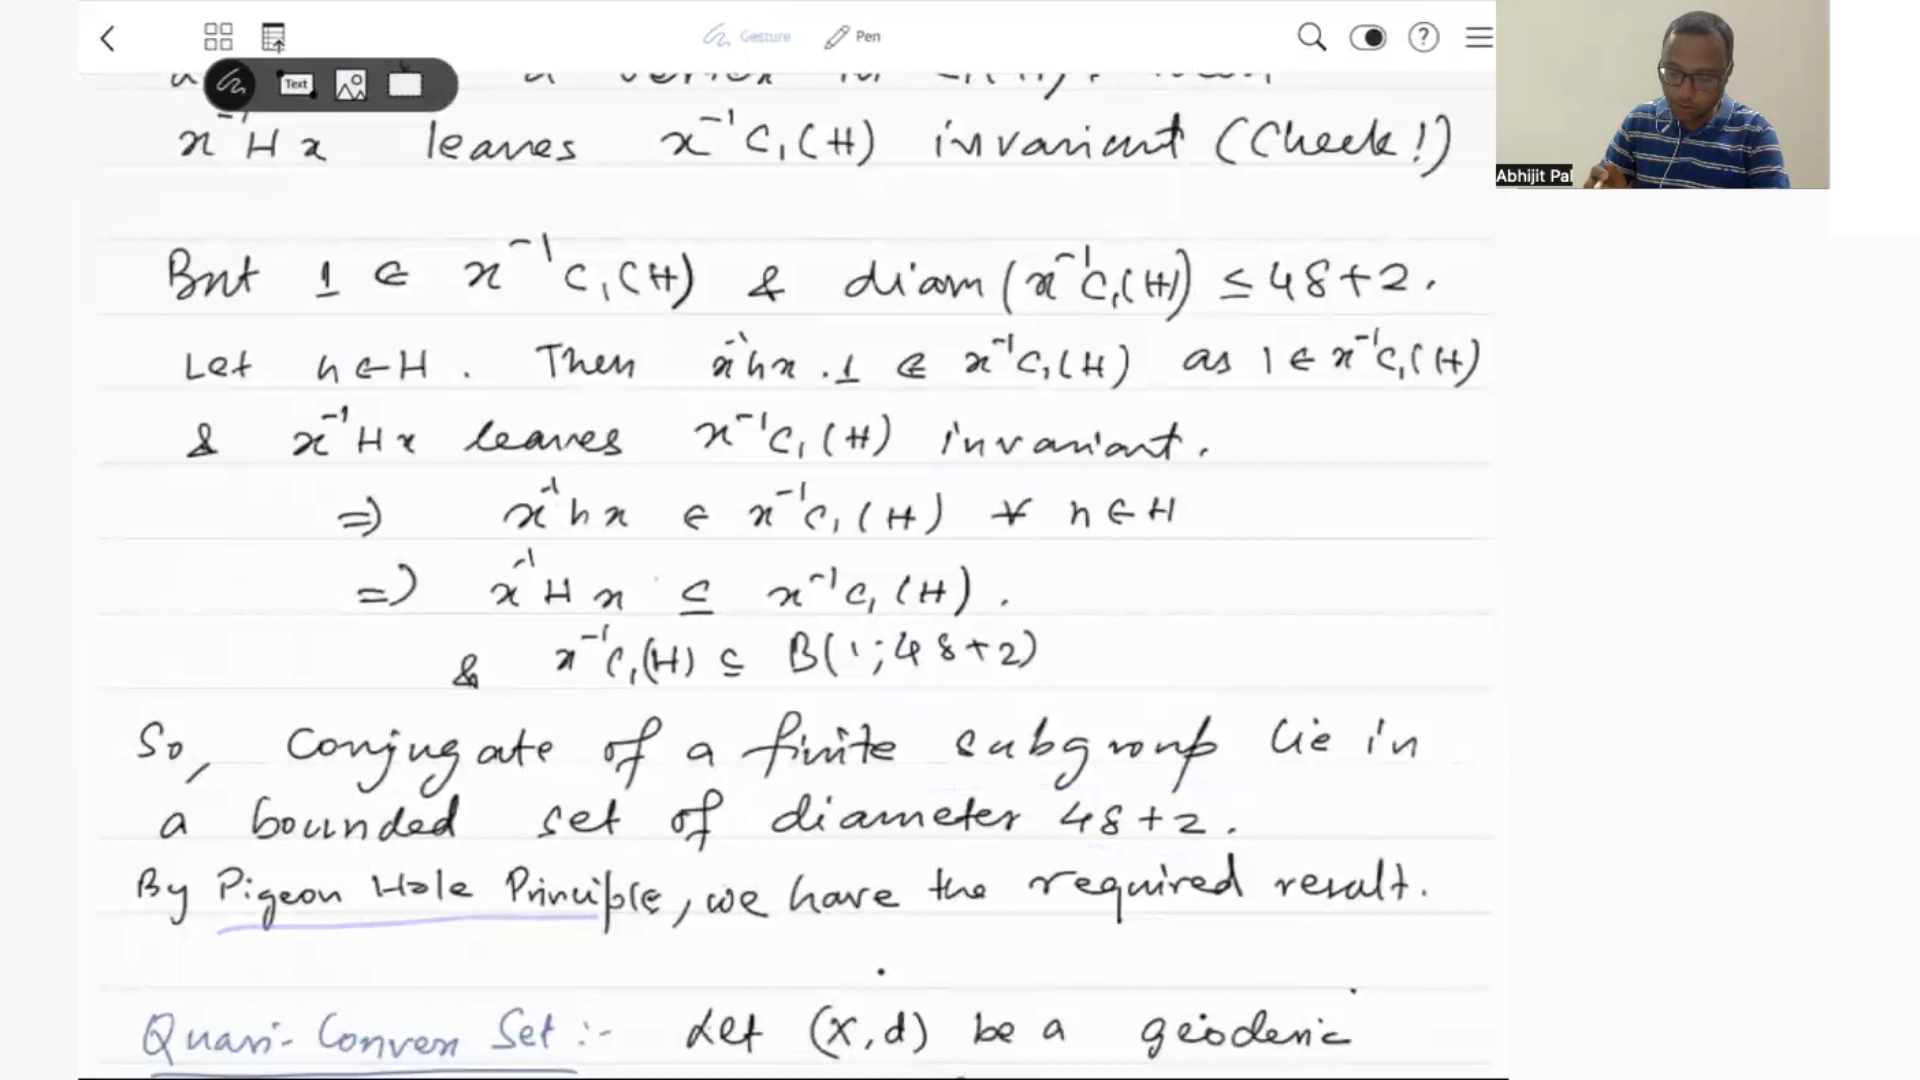 Gesture Pen
Text
x⁻¹Hx leaves x⁻¹C₁(H) invariant (Check!)
Abhijit Pal
But 1 ∈ x⁻¹C₁(H) & diam(x⁻¹C₁(H)) ≤ 4δ+2.
Let h ∈ H. Then x⁻¹hx.1 ∈ x⁻¹C₁(H) as 1 ∈ x⁻¹C₁(H)
& x⁻¹Hx leaves x⁻¹C₁(H) invariant.
=) x⁻¹hx ∈ x⁻¹C₁(H) ∀ h ∈ H
=) x⁻¹Hx ⊆ x⁻¹C₁(H).
& x⁻¹C₁(H) ⊆ B(1;4δ+2)
So, Conjugate of a finite subgroup lie in
a bounded set of diameter 4δ+2.
By Pigeon Hole Principle, we have the required result.
Quasi-Convex Set:- Let (X,d) be a geodesic